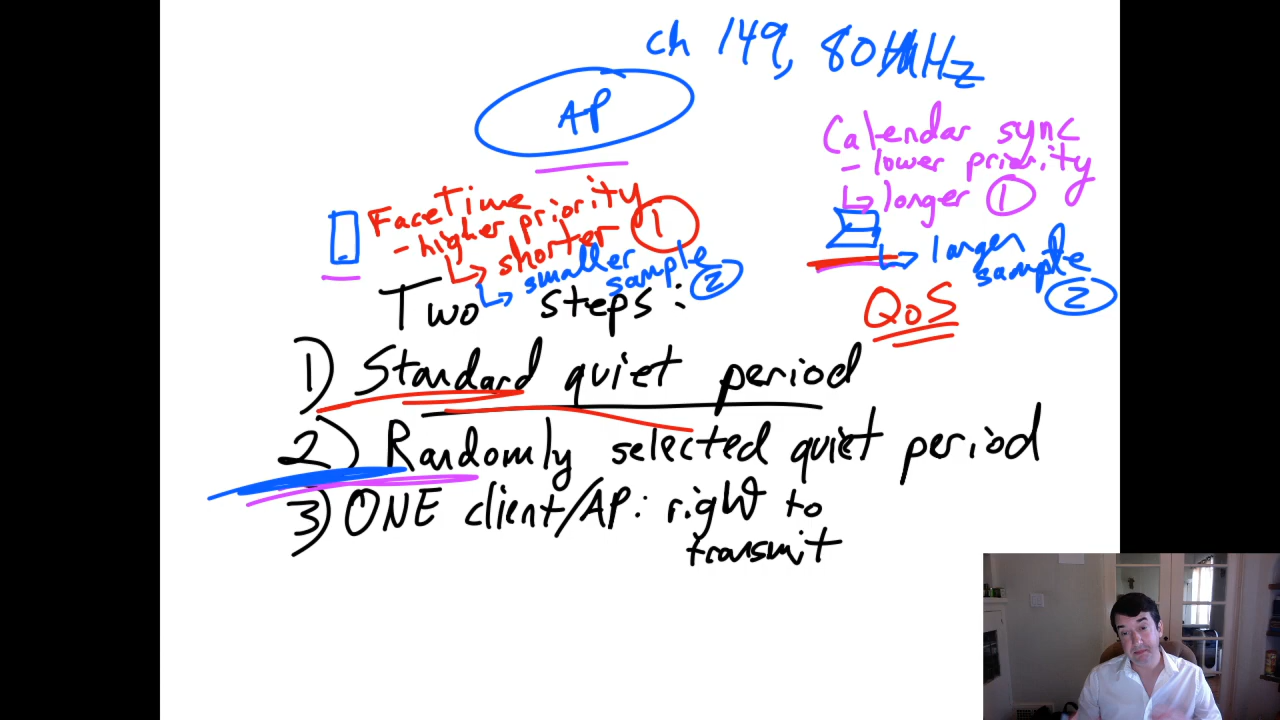 ch 149, 80MHz
AP
Calendar sync
- lower priority
↳ longer ①
↳ larger
sample
②
FaceTime
- higher priority
↳ shorter ①
↳ smaller
sample ②
QoS
Two steps:
1) Standard quiet period
2) Randomly selected quiet period
3) ONE client/AP: right to
transmit